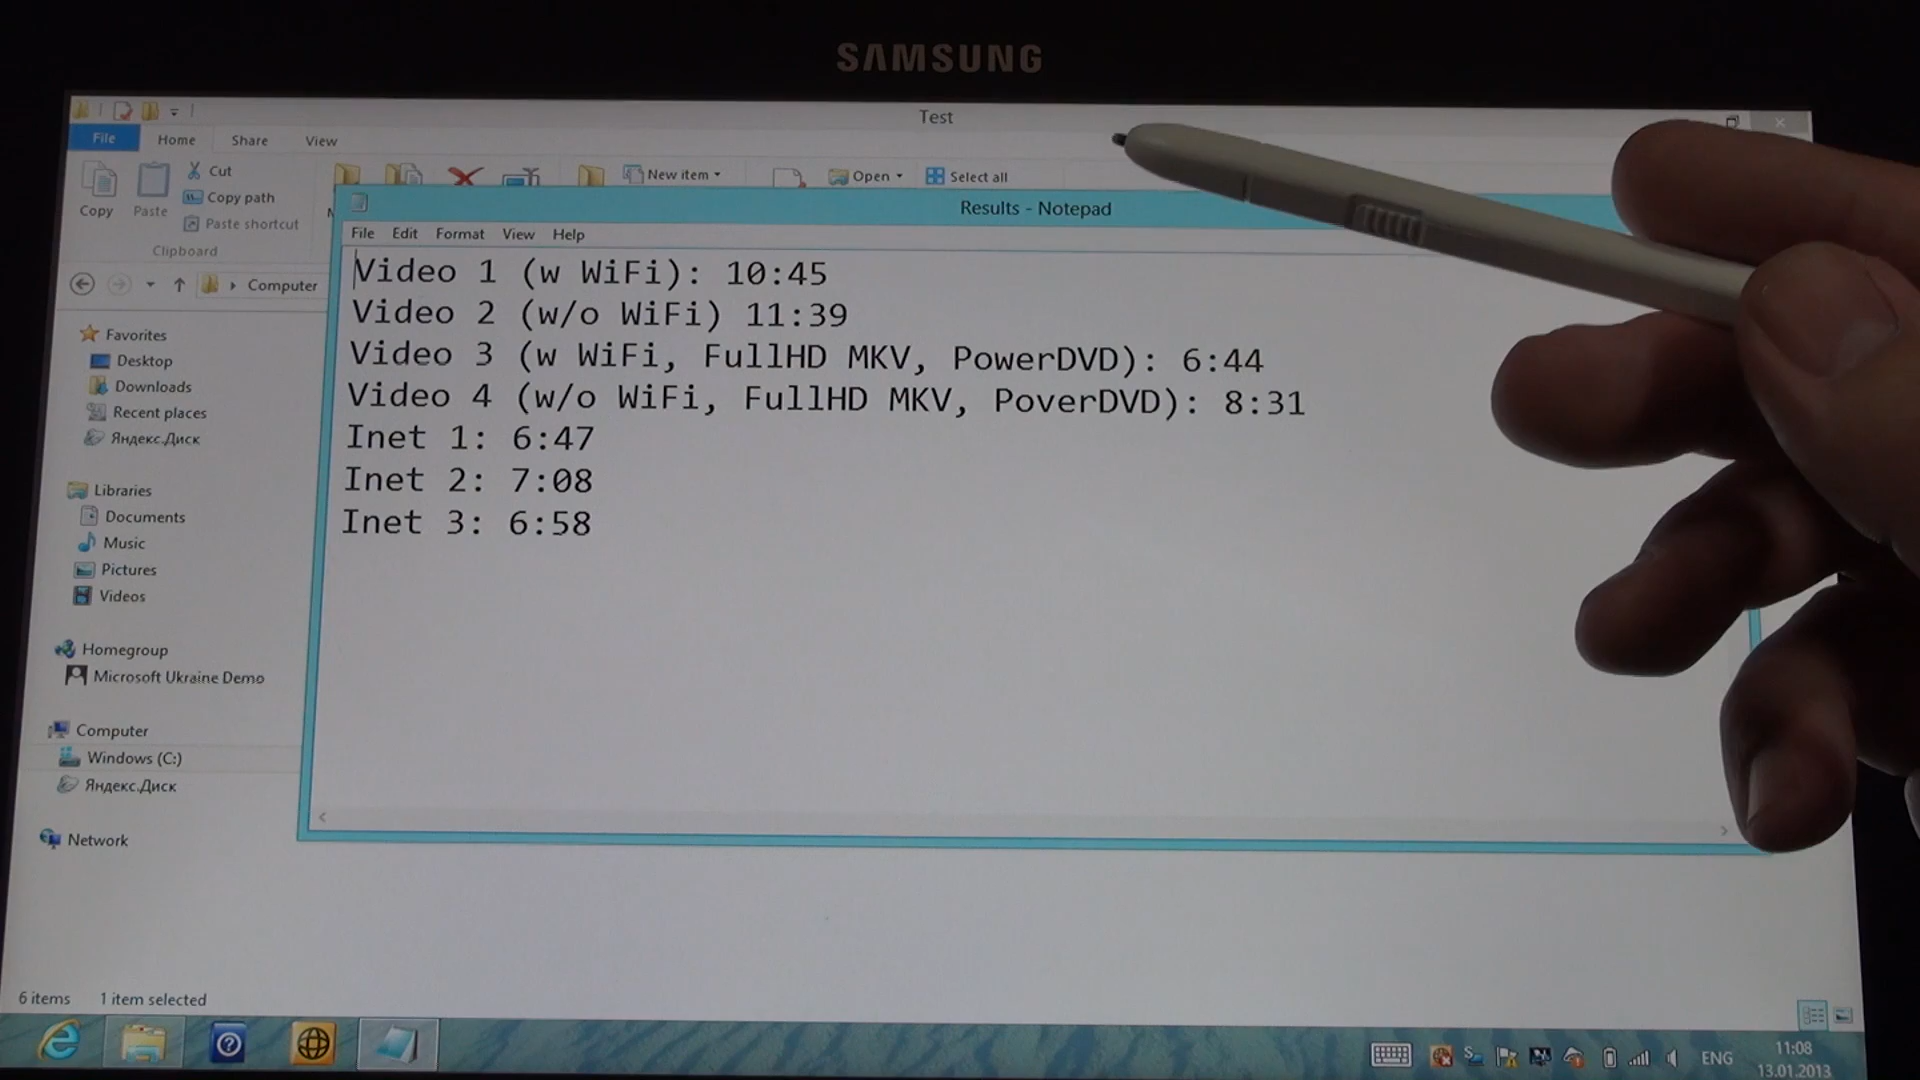 SAMSUNG
Test
File Home Share View
Copy Paste Cut
Copy path
Paste shortcut
Clipboard
New item
Open
Select all
Results - Notepad
File Edit Format View Help
Video 1 (w WiFi): 10:45
Video 2 (w/o WiFi) 11:39
Video 3 (w WiFi, FullHD MKV, PowerDVD): 6:44
Video 4 (w/o WiFi, FullHD MKV, PoverDVD): 8:31
Inet 1: 6:47
Inet 2: 7:08
Inet 3: 6:58
Computer
Favorites
Desktop
Downloads
Recent places
Яндекс.Диск
Libraries
Documents
Music
Pictures
Videos
Homegroup
Microsoft Ukraine Demo
Computer
Windows (C:)
Яндекс.Диск
Network
6 items 1 item selected
ENG
11:08
13.01.2013